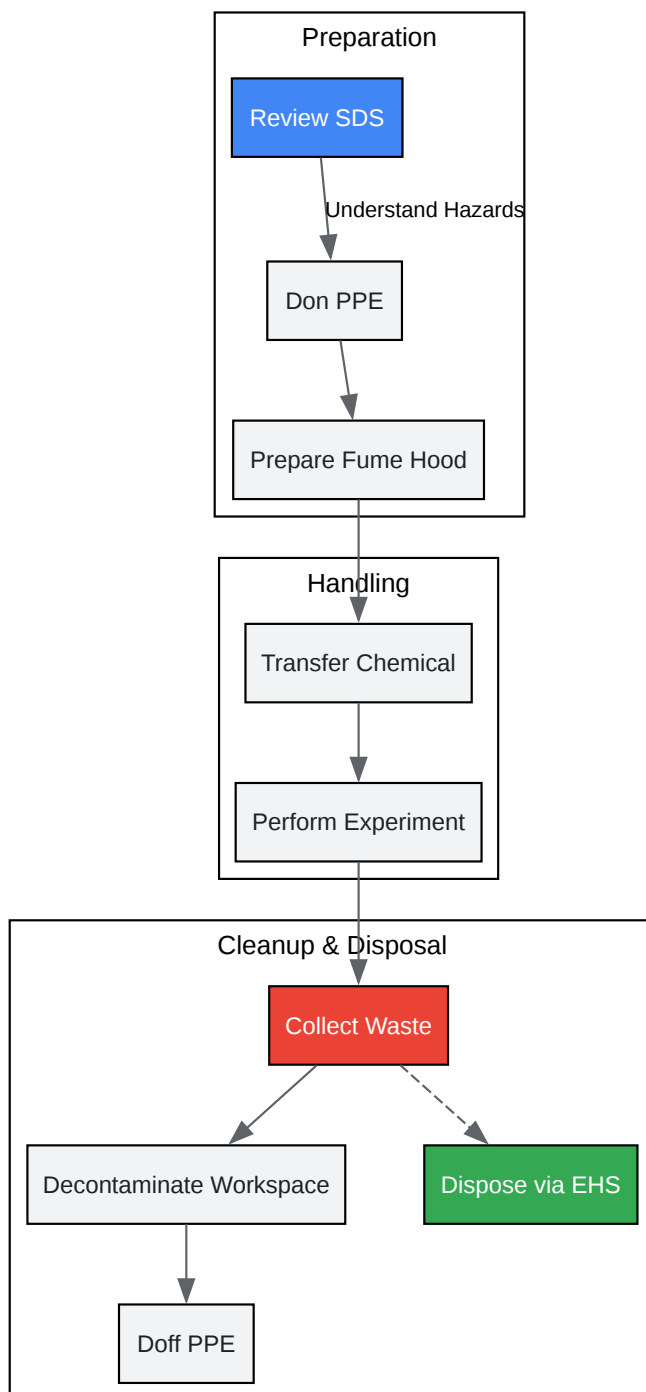 Preparation
Review SDS
Understand Hazards
Don PPE
Prepare Fume Hood
Handling
Transfer Chemical
Perform Experiment
Cleanup & Disposal
Collect Waste
Decontaminate Workspace
Dispose via EHS
Doff PPE